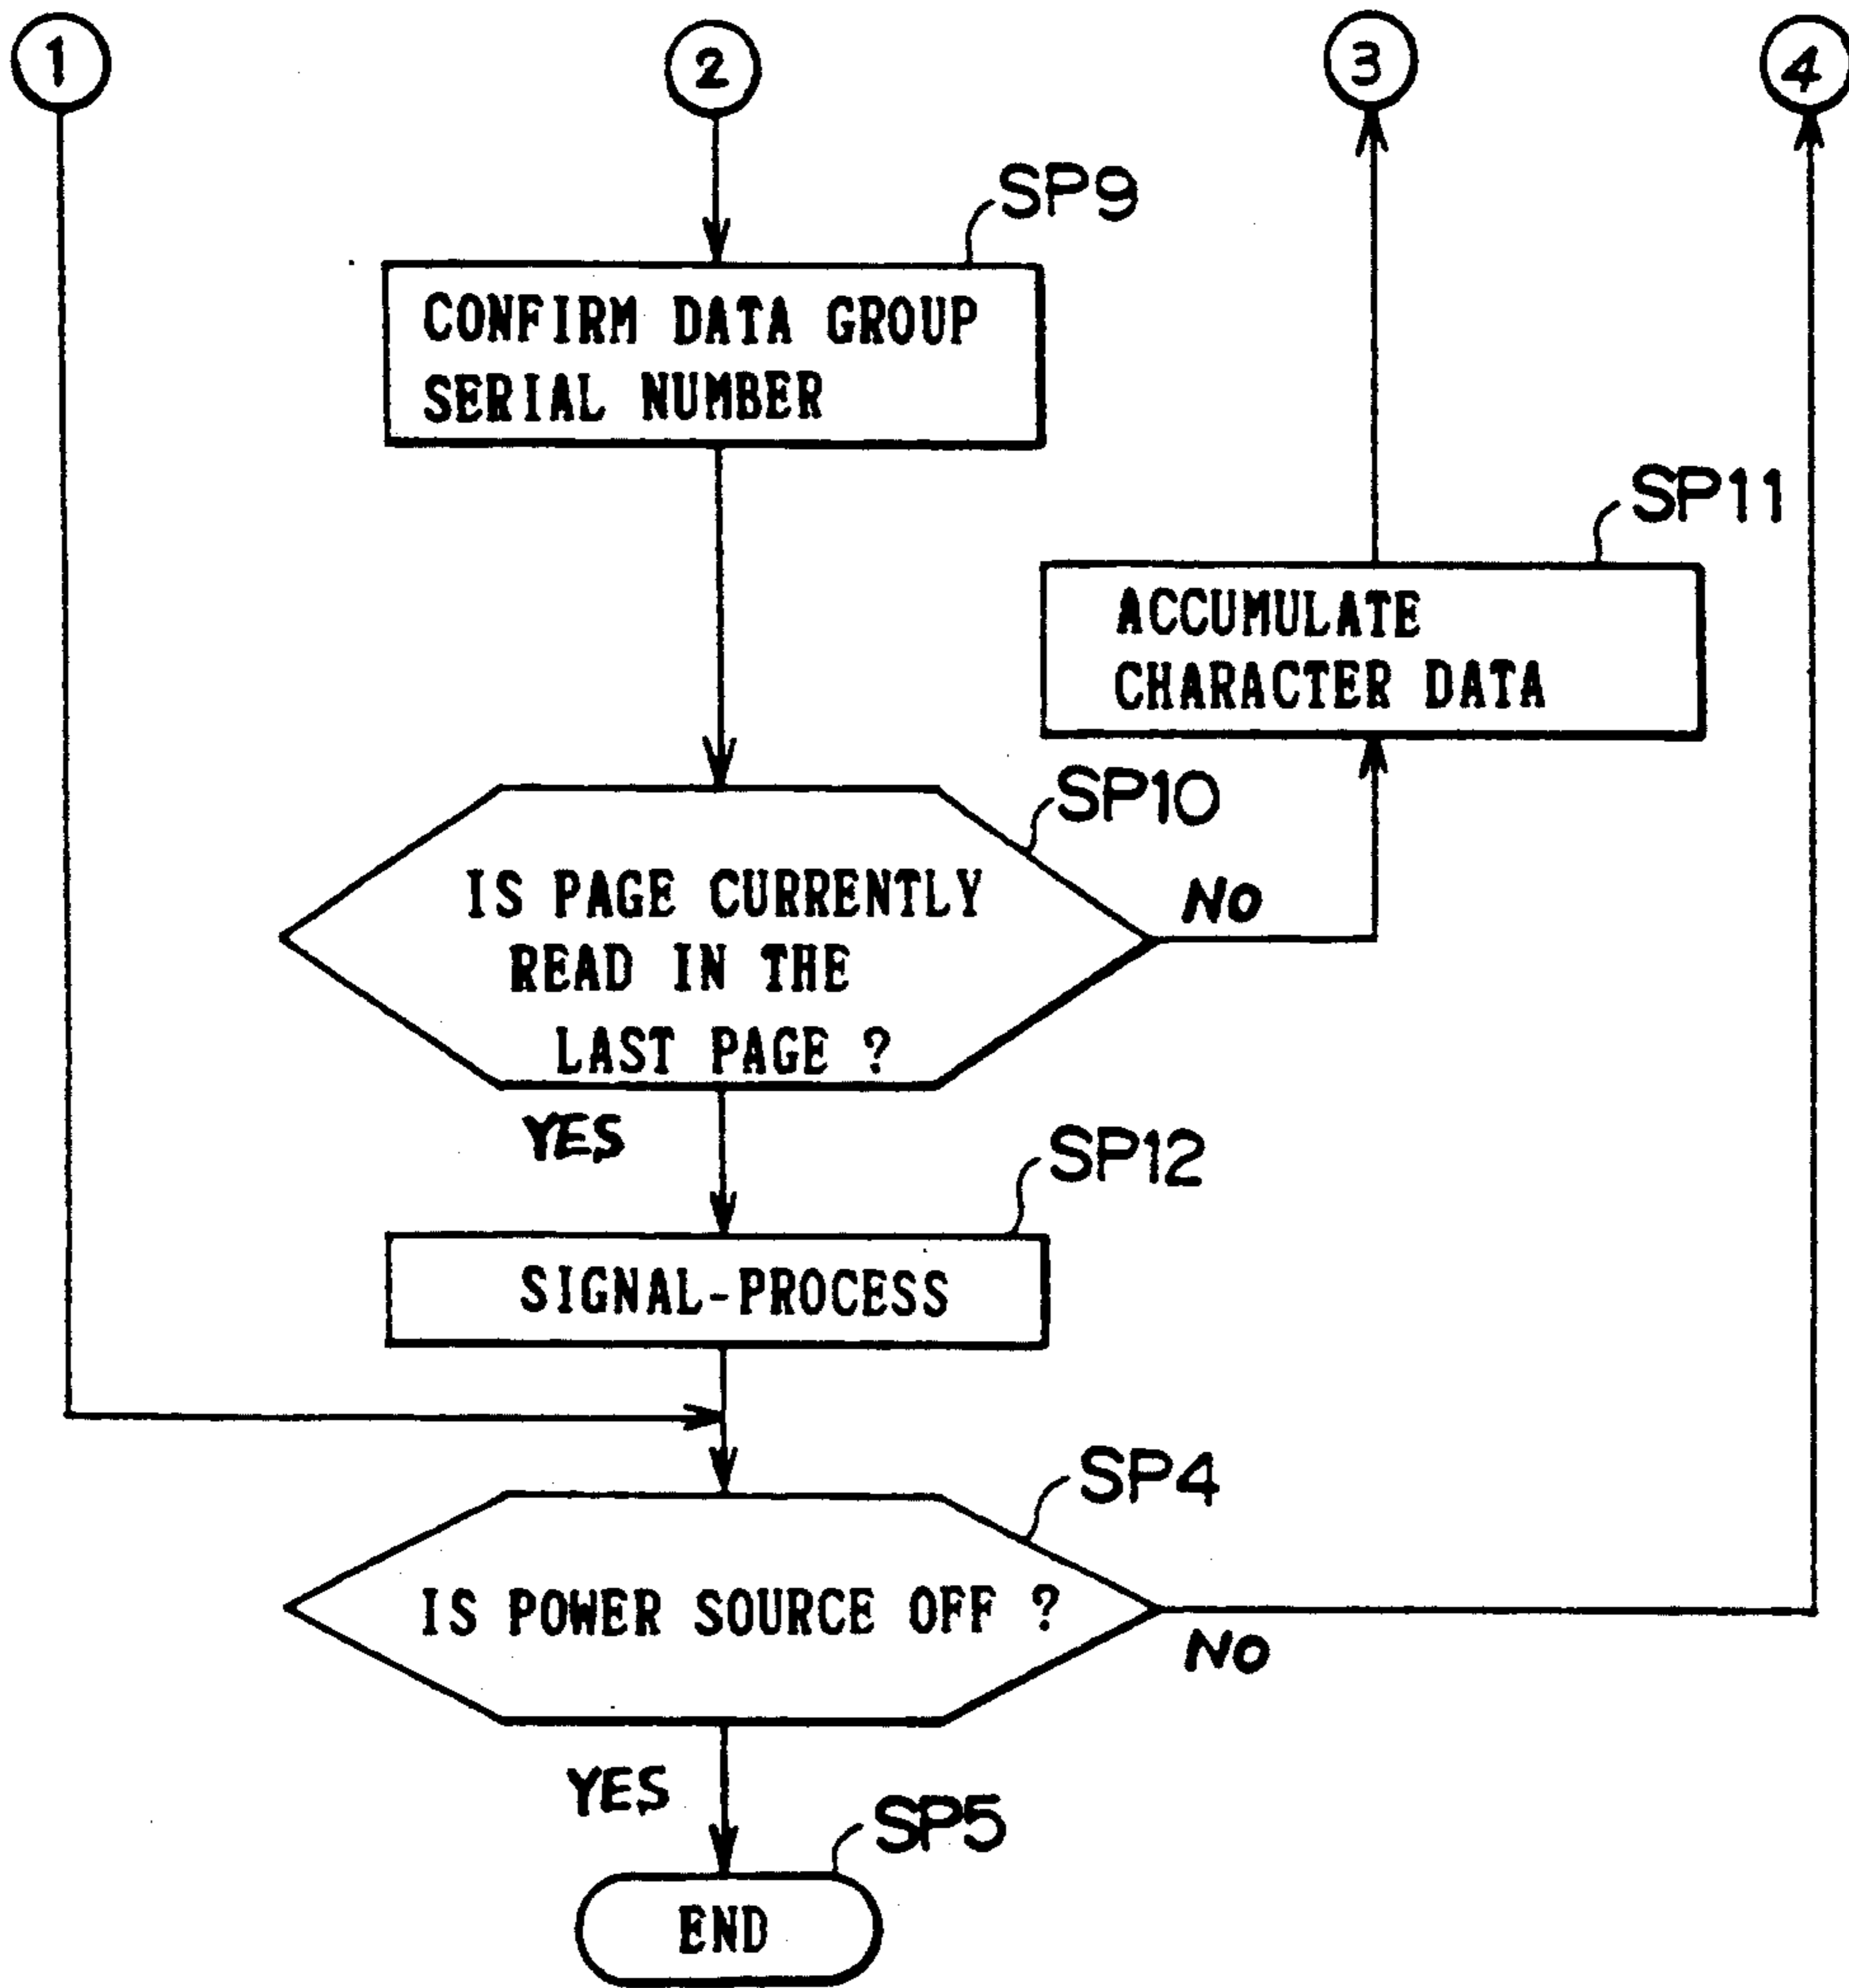 1
2
3
4
SP9
CONFIRM DATA GROUP
SERIAL NUMBER
SP11
ACCUMULATE
CHARACTER DATA
SP10
IS PAGE CURRENTLY
READ IN THE
LAST PAGE ?
NO
YES
SP12
SIGNAL-PROCESS
SP4
IS POWER SOURCE OFF ?
NO
YES
SP5
END